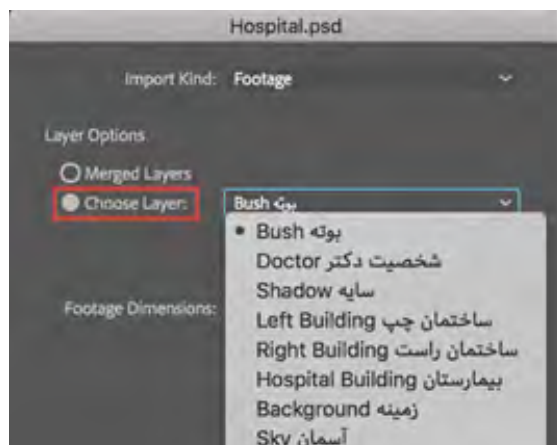 Hospital.psd
Import Kind: Footage
Layer Options
Merged Layers
Choose Layer: Bush بوته
Bush بوته
Doctor شخصیت دکتر
Shadow سایه
Left Building ساختمان چپ
Right Building ساختمان راست
Hospital Building بیمارستان
Footage Dimensions:
Background زمینه
Sky آسمان